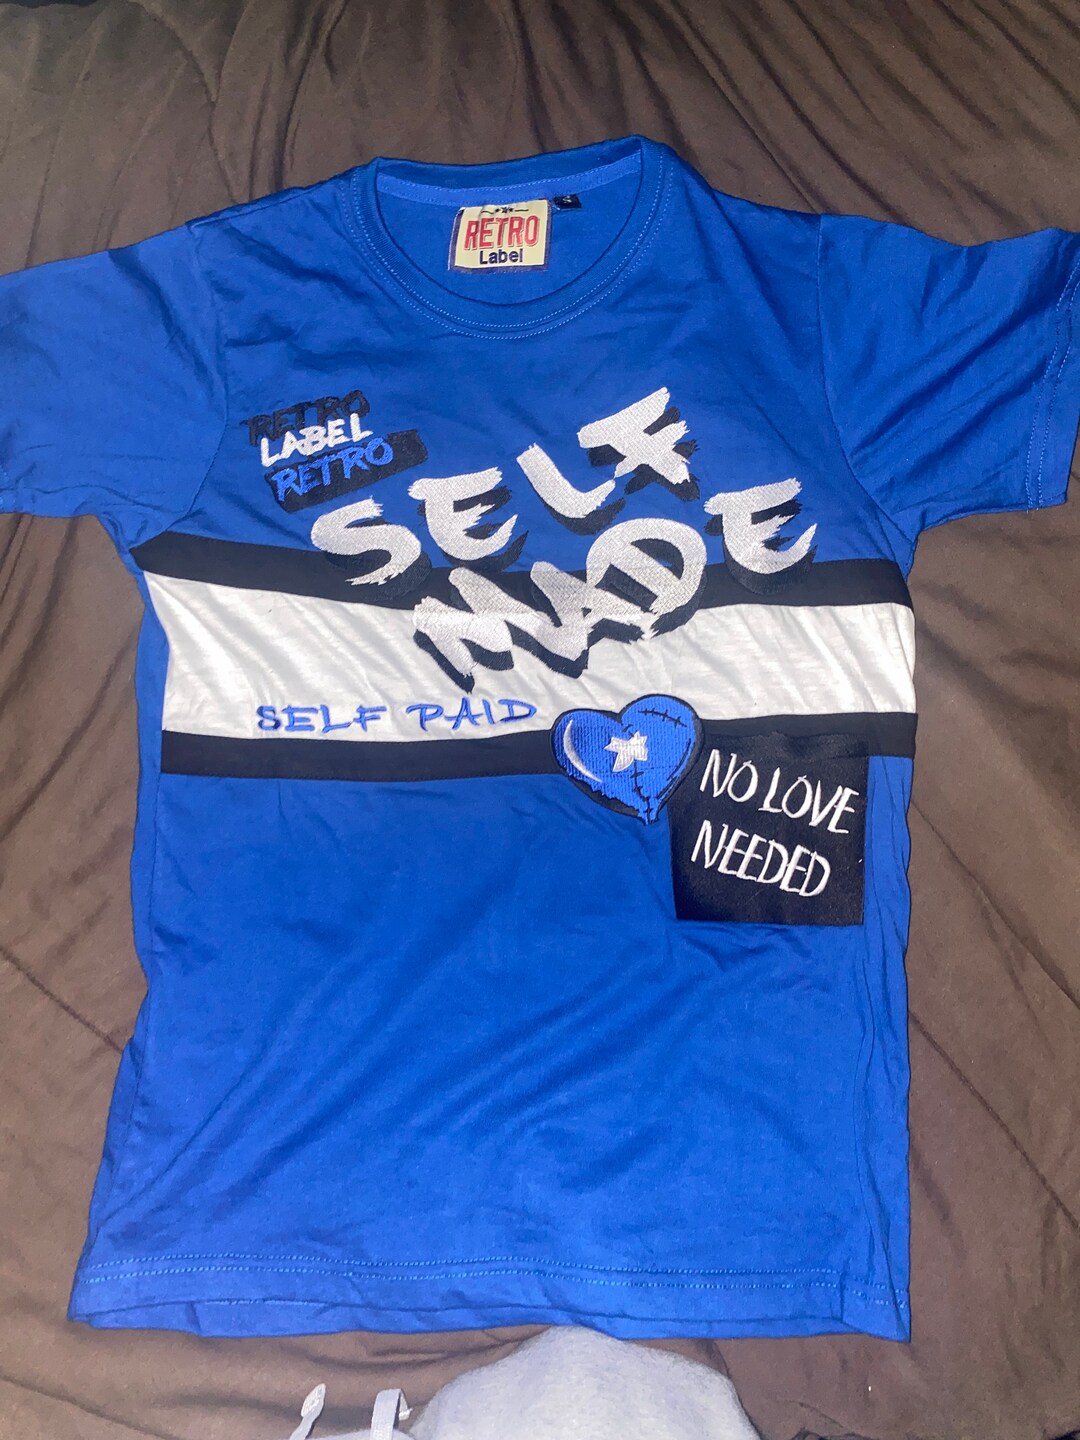 RETRO
Label
RETRO
LABEL
RETRO
SELF
MADE
SELF PAID
NO LOVE
NEEDED